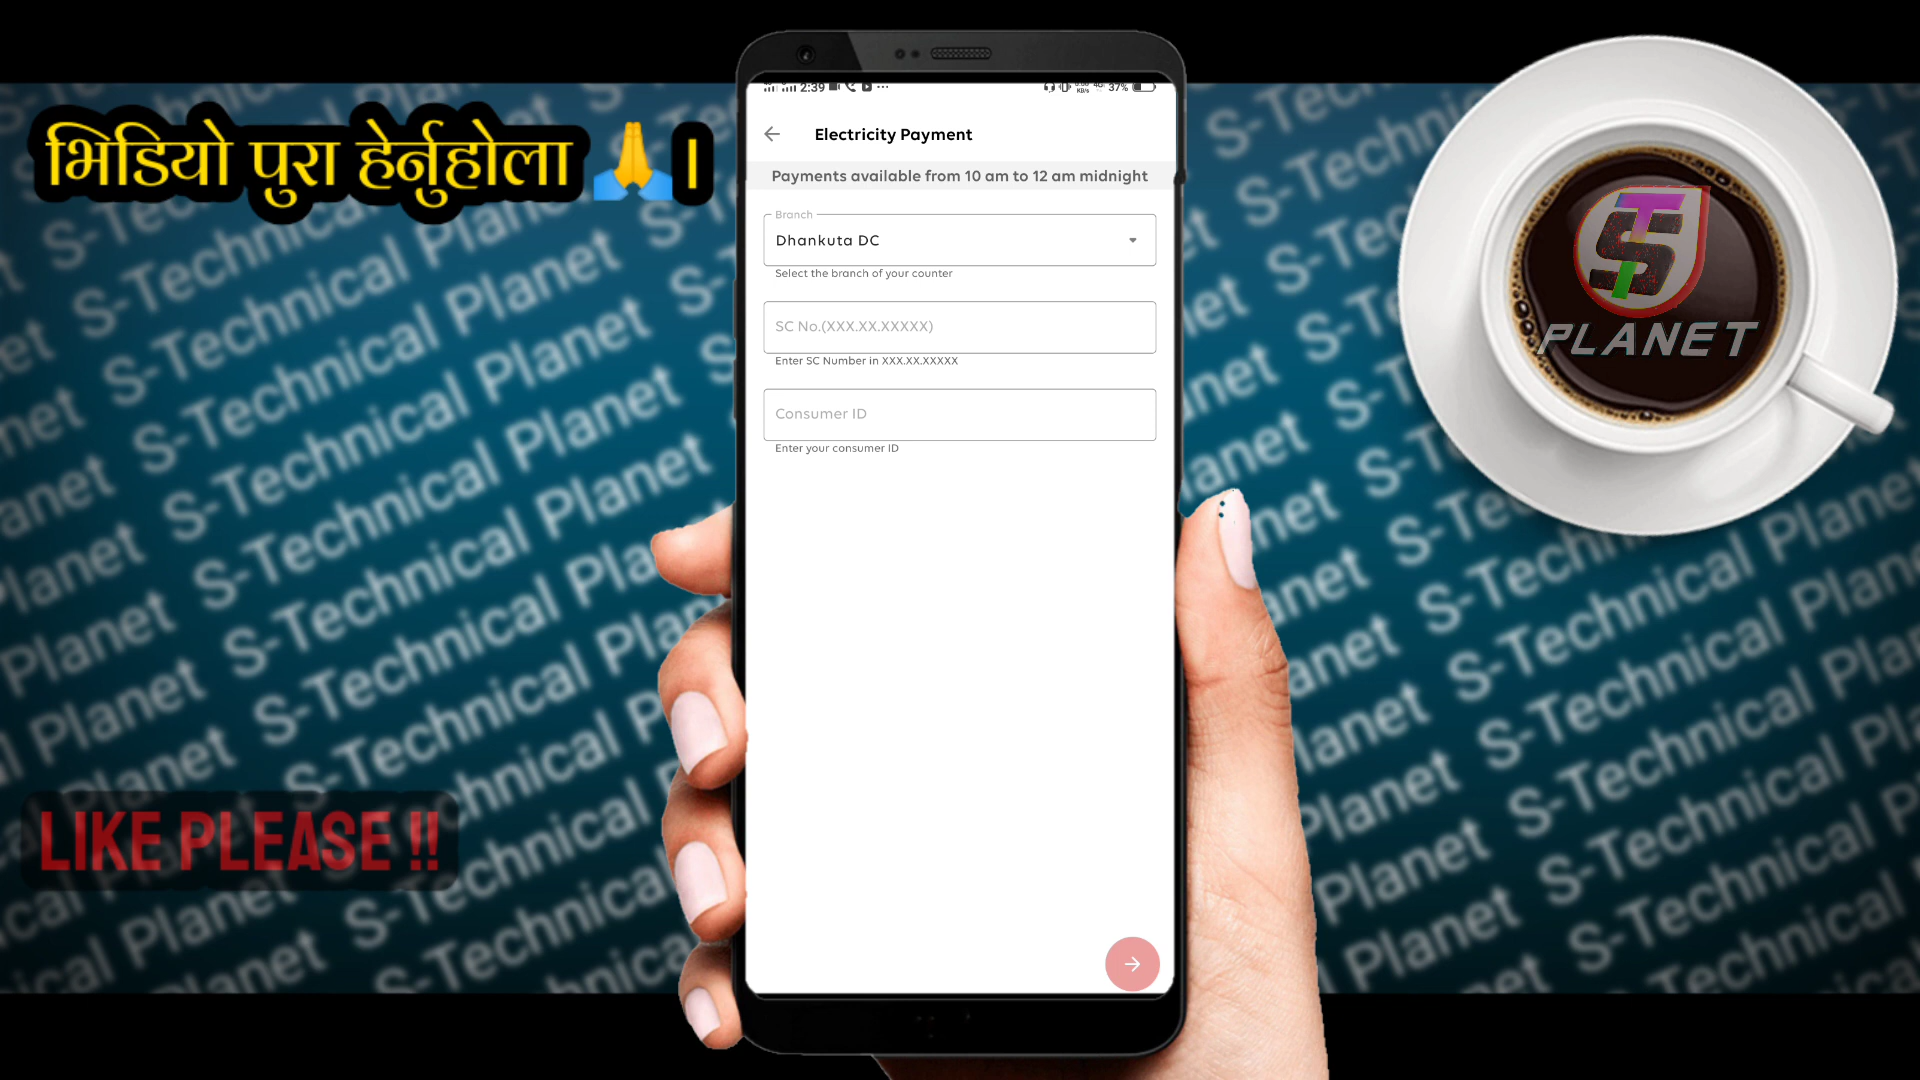 भिडियो पुरा हेर्नुहोला 🙏।
2:39
37%
Electricity Payment
Payments available from 10 am to 12 am midnight
Branch
Dhankuta DC
Select the branch of your counter
SC No.(XXX.XX.XXXXX)
Enter SC Number in XXX.XX.XXXXX
Consumer ID
Enter your consumer ID
PLANET
LIKE PLEASE !!
S-Technical Planet